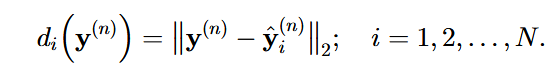 d_i(𝐲^(n)) = ‖𝐲^(n) − ŷ_i^(n)‖_2;   i = 1, 2, …, N.